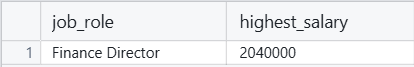 job_role highest_salary
1 Finance Director 2040000